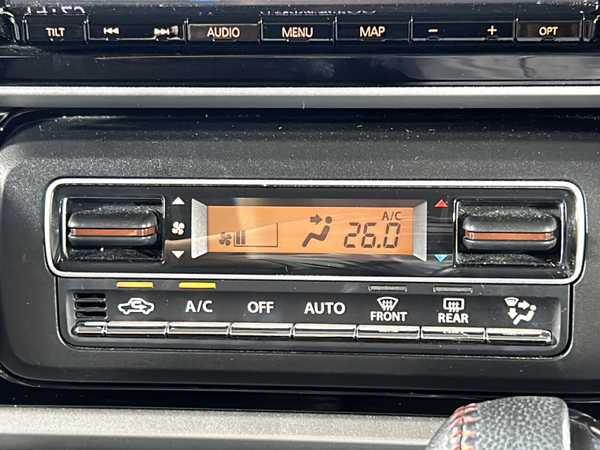 TILT AUDIO MENU MAP − + OPT
A/C
26.0
A/C OFF AUTO FRONT REAR